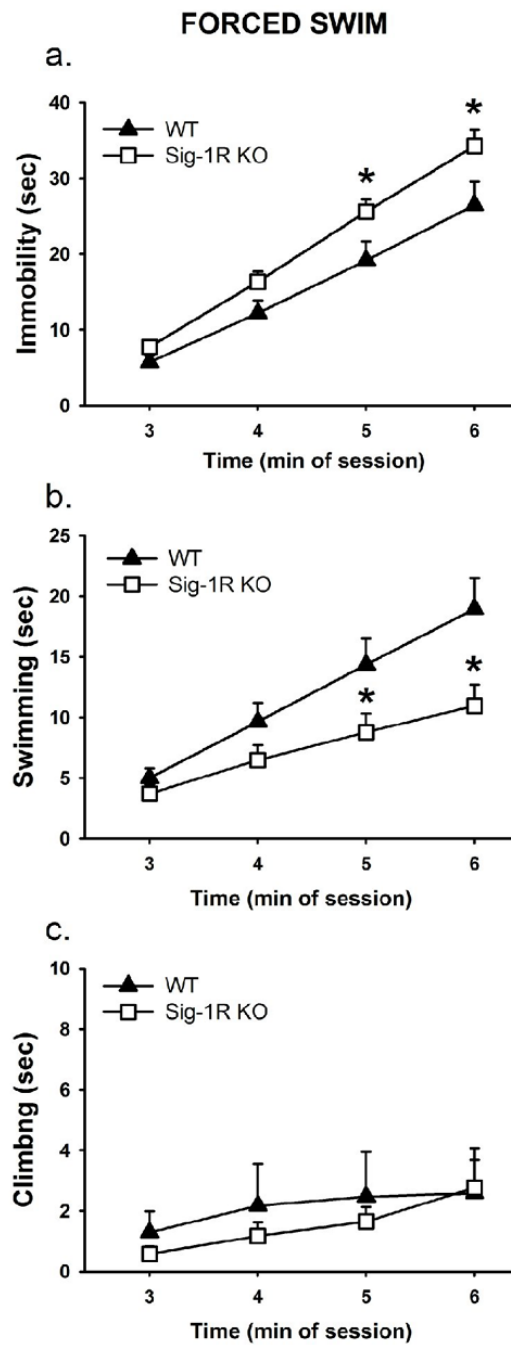 FORCED SWIM
a.
WT
Sig-1R KO
40
30
20
10
0
Immobility (sec)
*
*
3 4 5 6
Time (min of session)
b.
WT
Sig-1R KO
25
20
15
10
5
0
Swimming (sec)
*
*
3 4 5 6
Time (min of session)
c.
WT
Sig-1R KO
10
8
6
4
2
0
Climbng (sec)
3 4 5 6
Time (min of session)